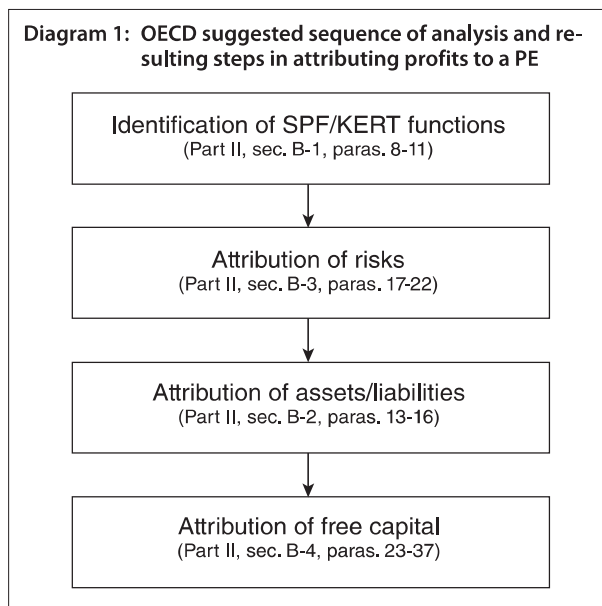 Diagram 1: OECD suggested sequence of analysis and re-
sulting steps in attributing profits to a PE
Identification of SPF/KERT functions
(Part II, sec. B-1, paras. 8-11)
Attribution of risks
(Part II, sec. B-3, paras. 17-22)
Attribution of assets/liabilities
(Part II, sec. B-2, paras. 13-16)
Attribution of free capital
(Part II, sec. B-4, paras. 23-37)